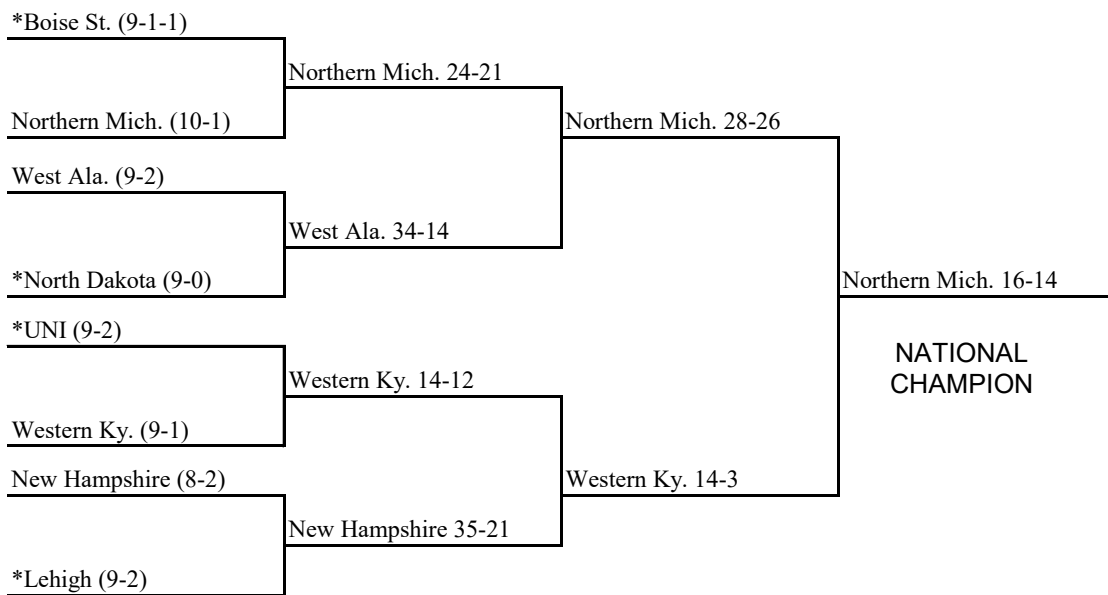 *Boise St. (9-1-1)
Northern Mich. 24-21
Northern Mich. (10-1)
Northern Mich. 28-26
West Ala. (9-2)
West Ala. 34-14
*North Dakota (9-0)
Northern Mich. 16-14
*UNI (9-2)
NATIONAL
CHAMPION
Western Ky. 14-12
Western Ky. (9-1)
New Hampshire (8-2)
Western Ky. 14-3
New Hampshire 35-21
*Lehigh (9-2)